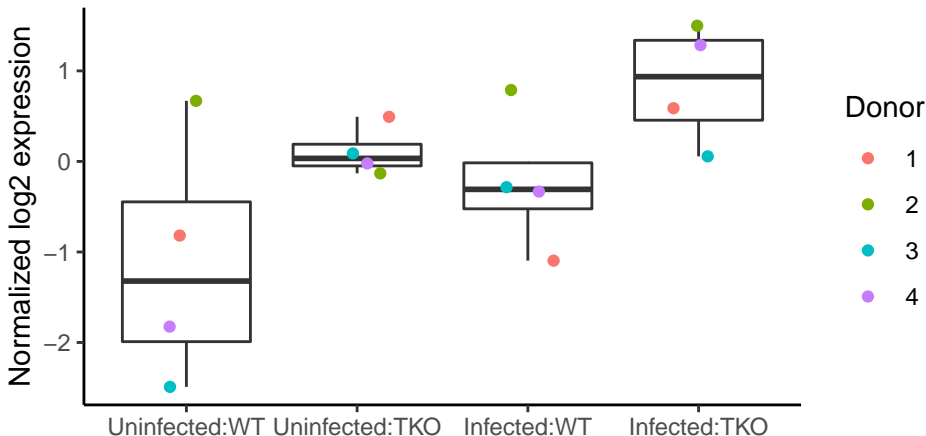 Normalized log2 expression
1
0
−1
−2
Uninfected:WT Uninfected:TKO Infected:WT Infected:TKO
Donor
1
2
3
4